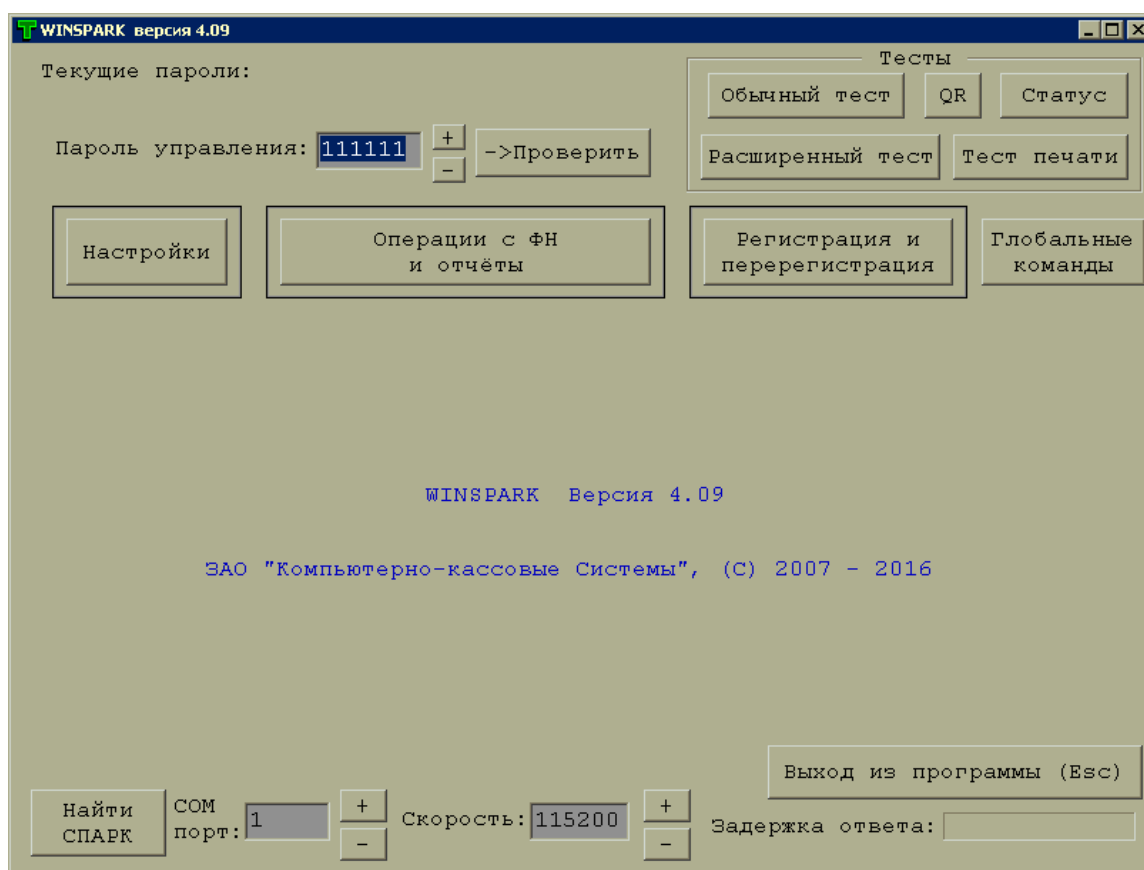 WINSPARK версия 4.09
Текущие пароли:
Тесты
Обычный тест QR Статус
Пароль управления: 111111 + - ->Проверить
Расширенный тест Тест печати
Настройки
Операции с ФН
и отчёты
Регистрация и
перерегистрация
Глобальные
команды
WINSPARK Версия 4.09
ЗАО "Компьютерно-кассовые Системы", (C) 2007 - 2016
Выход из программы (Esc)
Найти
СПАРК
COM
порт: 1 + -
Скорость: 115200 + -
Задержка ответа: